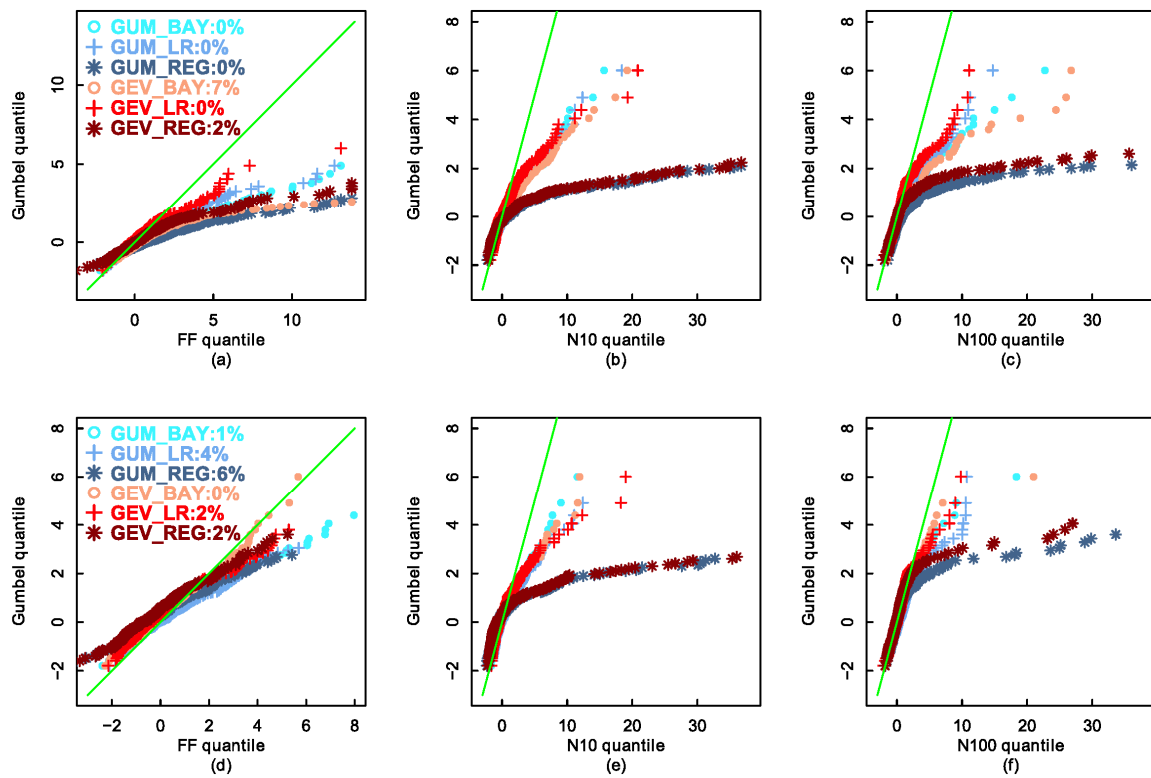 GUM_BAY:0%
GUM_LR:0%
GUM_REG:0%
GEV_BAY:7%
GEV_LR:0%
GEV_REG:2%
Gumbel quantile
0 5 10
0 5 10
FF quantile
(a)
Gumbel quantile
−2 0 2 4 6 8
0 10 20 30
N10 quantile
(b)
Gumbel quantile
−2 0 2 4 6 8
0 10 20 30
N100 quantile
(c)
GUM_BAY:1%
GUM_LR:4%
GUM_REG:6%
GEV_BAY:0%
GEV_LR:2%
GEV_REG:2%
Gumbel quantile
−2 0 2 4 6 8
−2 0 2 4 6 8
FF quantile
(d)
Gumbel quantile
−2 0 2 4 6 8
0 10 20 30
N10 quantile
(e)
Gumbel quantile
−2 0 2 4 6 8
0 10 20 30
N100 quantile
(f)